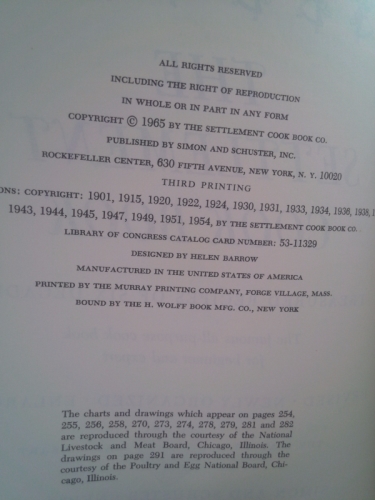 ALL RIGHTS RESERVED
INCLUDING THE RIGHT OF REPRODUCTION
IN WHOLE OR IN PART IN ANY FORM
COPYRIGHT © 1965 BY THE SETTLEMENT COOK BOOK CO.
PUBLISHED BY SIMON AND SCHUSTER, INC.
ROCKEFELLER CENTER, 630 FIFTH AVENUE, NEW YORK, N. Y. 10020
THIRD PRINTING
ONS: COPYRIGHT: 1901, 1915, 1920, 1922, 1924, 1930, 1931, 1933, 1934, 1936, 1938,
1943, 1944, 1945, 1947, 1949, 1951, 1954, BY THE SETTLEMENT COOK BOOK CO.
LIBRARY OF CONGRESS CATALOG CARD NUMBER: 53-11329
DESIGNED BY HELEN BARROW
MANUFACTURED IN THE UNITED STATES OF AMERICA
PRINTED BY THE MURRAY PRINTING COMPANY, FORGE VILLAGE, MASS.
BOUND BY THE H. WOLFF BOOK MFG. CO., NEW YORK
The charts and drawings which appear on pages 254,
255, 256, 258, 270, 273, 274, 278, 279, 281 and 282
are reproduced through the courtesy of the National
Livestock and Meat Board, Chicago, Illinois. The
drawings on page 291 are reproduced through the
courtesy of the Poultry and Egg National Board, Chi-
cago, Illinois.